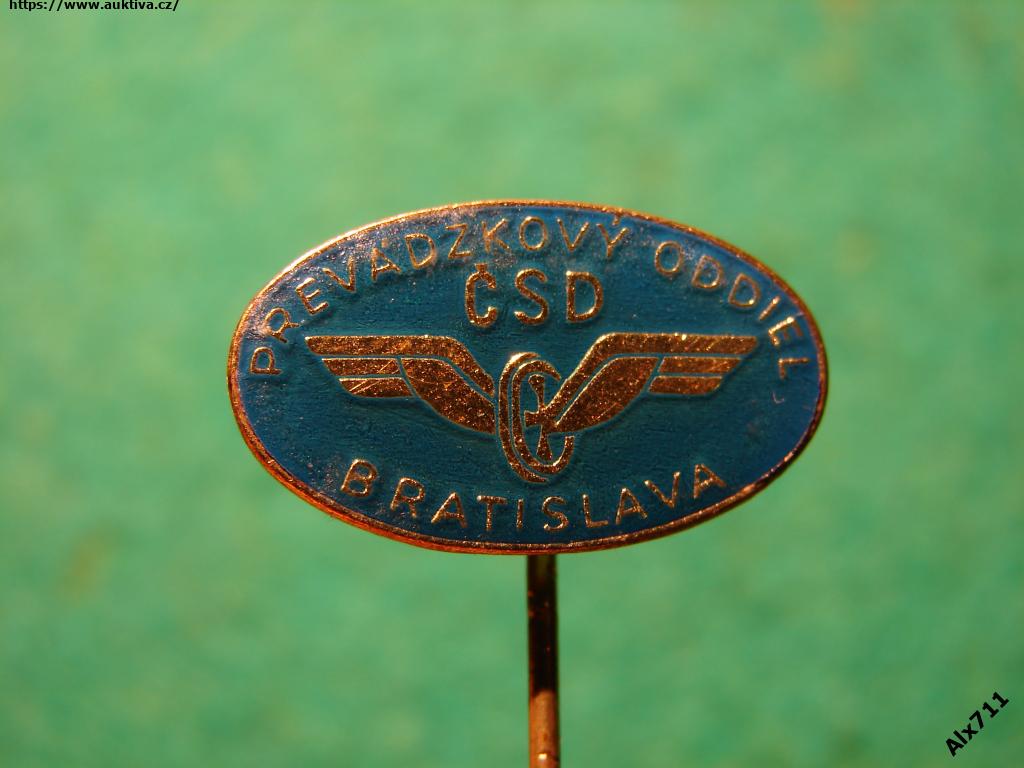 https://www.auktiva.cz/
PREVÁDZKOVÝ ODDIEL
ČSD
BRATISLAVA
Alx711